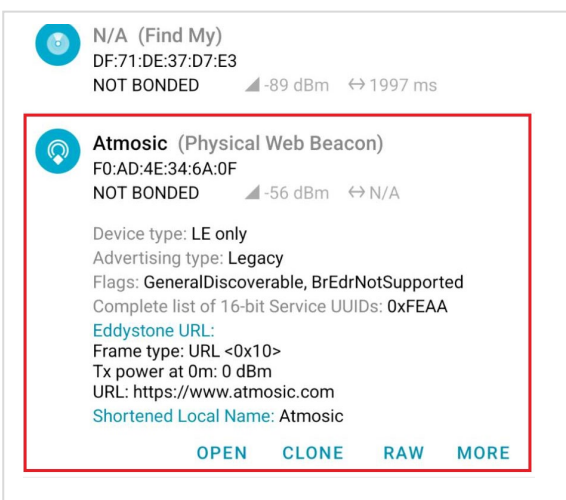 N/A (Find My)
DF:71:DE:37:D7:E3
NOT BONDED -89 dBm ↔ 1997 ms
Atmosic (Physical Web Beacon)
F0:AD:4E:34:6A:0F
NOT BONDED -56 dBm ↔ N/A
Device type: LE only
Advertising type: Legacy
Flags: GeneralDiscoverable, BrEdrNotSupported
Complete list of 16-bit Service UUIDs: 0xFEAA
Eddystone URL:
Frame type: URL <0x10>
Tx power at 0m: 0 dBm
URL: https://www.atmosic.com
Shortened Local Name: Atmosic
OPEN CLONE RAW MORE